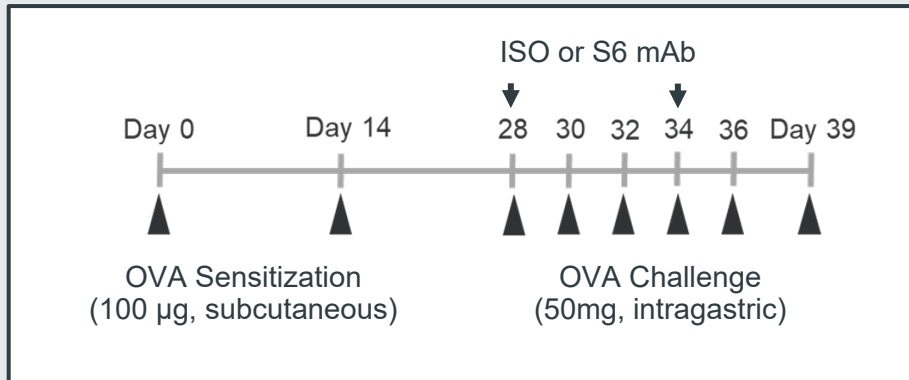 ISO or S6 mAb
Day 0 Day 14 28 30 32 34 36 Day 39
OVA Sensitization
(100 µg, subcutaneous)
OVA Challenge
(50mg, intragastric)